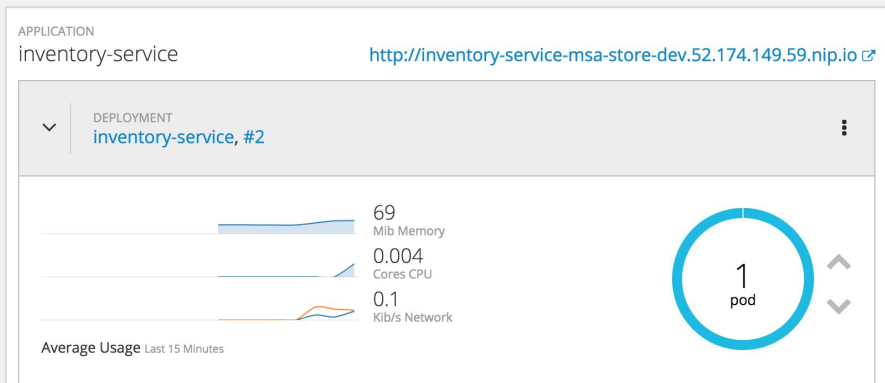 APPLICATION
inventory-service
http://inventory-service-msa-store-dev.52.174.149.59.nip.io
DEPLOYMENT
inventory-service, #2
69
Mib Memory
0.004
Cores CPU
0.1
Kib/s Network
Average Usage Last 15 Minutes
1
pod